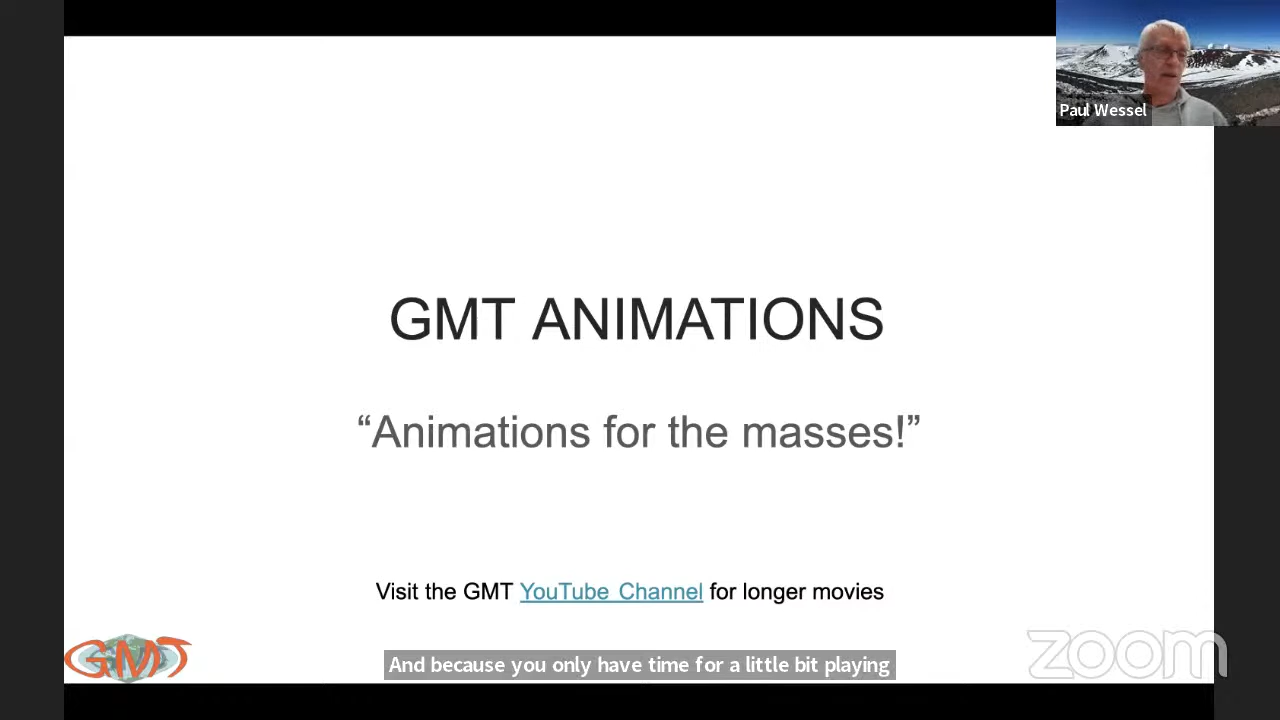 Paul Wessel
GMT ANIMATIONS
“Animations for the masses!”
Visit the GMT YouTube Channel for longer movies
GMT
zoom
And because you only have time for a little bit playing